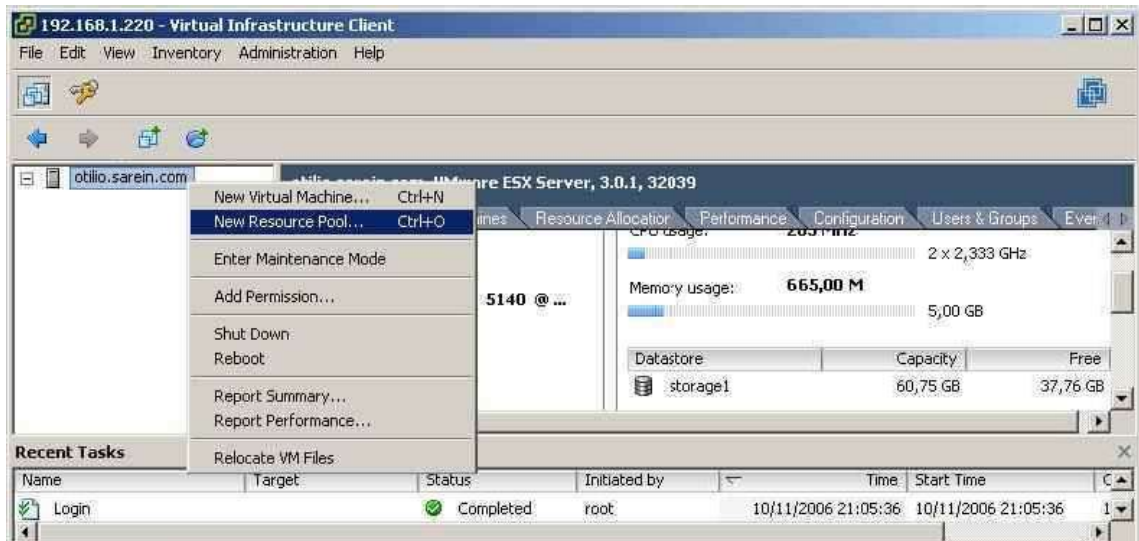 192.168.1.220 - Virtual Infrastructure Client
File Edit View Inventory Administration Help
otilio.sarein.com
VMware ESX Server, 3.0.1, 32039
Resource Allocation Performance Configuration Users & Groups
New Virtual Machine... Ctrl+N
New Resource Pool... Ctrl+O
Enter Maintenance Mode
Add Permission...
Shut Down
Reboot
Report Summary...
Report Performance...
Relocate VM Files
5140 @ ...
CPU usage:
2 x 2,333 GHz
Memory usage: 665,00 M
5,00 GB
Datastore Capacity Free
storage1 60,75 GB 37,76 GB
Recent Tasks
Name Target Status Initiated by Time Start Time
Login Completed root 10/11/2006 21:05:36 10/11/2006 21:05:36